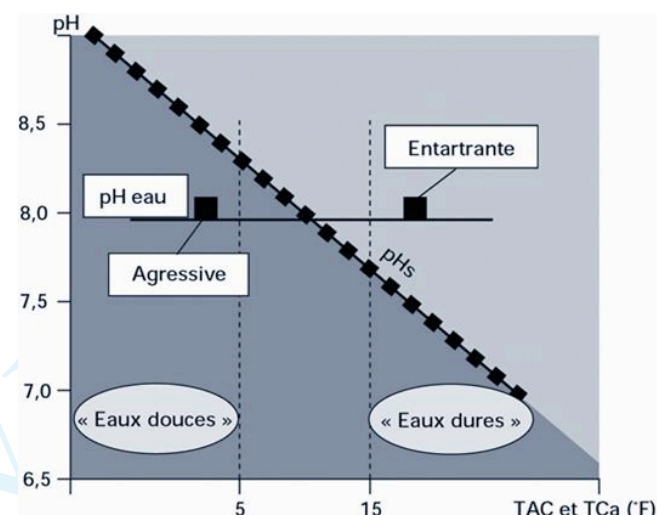 pH
8,5
Entartrante
pH eau
8,0
Agressive
pHs
7,5
7,0
« Eaux douces »
« Eaux dures »
6,5
5
15
TAC et TCa (°F)